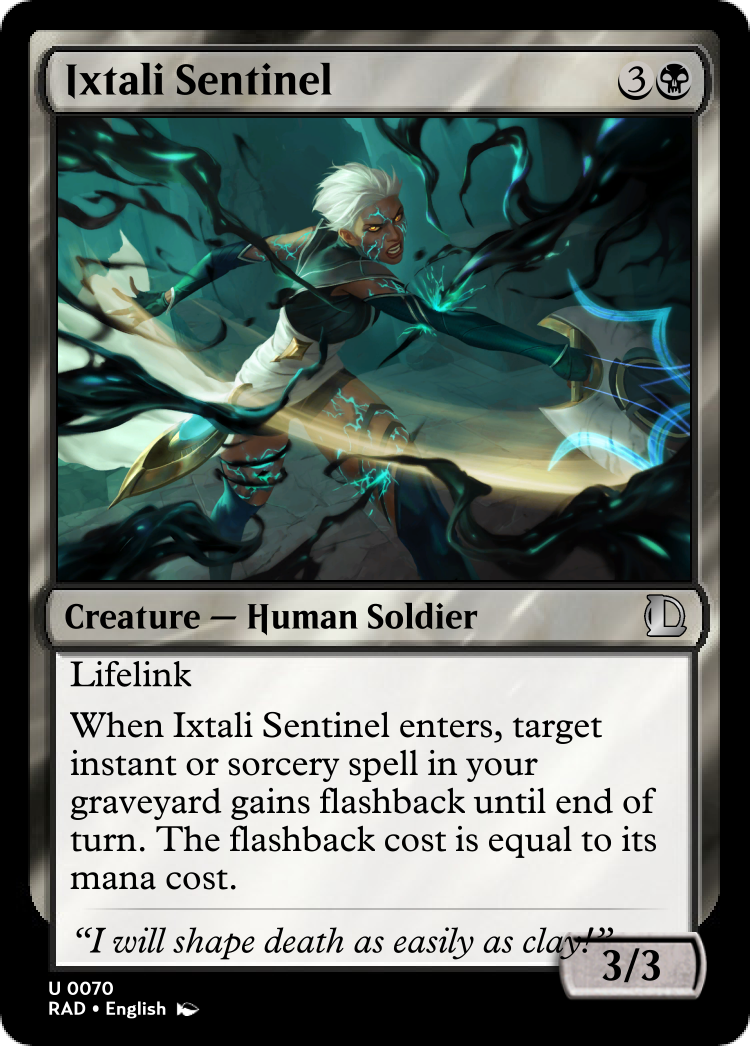 Ixtali Sentinel 3
Creature — Human Soldier
Lifelink
When Ixtali Sentinel enters, target
instant or sorcery spell in your
graveyard gains flashback until end of
turn. The flashback cost is equal to its
mana cost.
“I will shape death as easily as clay!”
3/3
U 0070
RAD • English